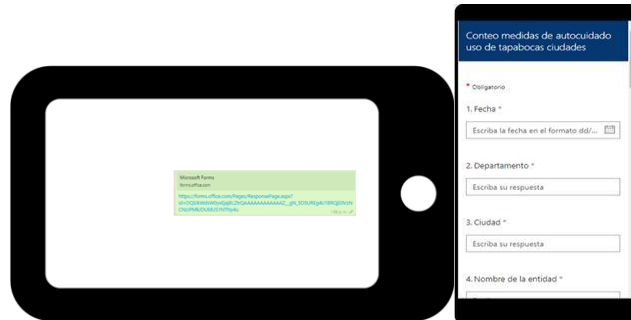 Microsoft Forms
forms.office.com
Conteo medidas de autocuidado
uso de tapabocas ciudades
* Obligatorio
1. Fecha *
Escriba la fecha en el formato dd/...
2. Departamento *
Escriba su respuesta
3. Ciudad *
Escriba su respuesta
4. Nombre de la entidad *